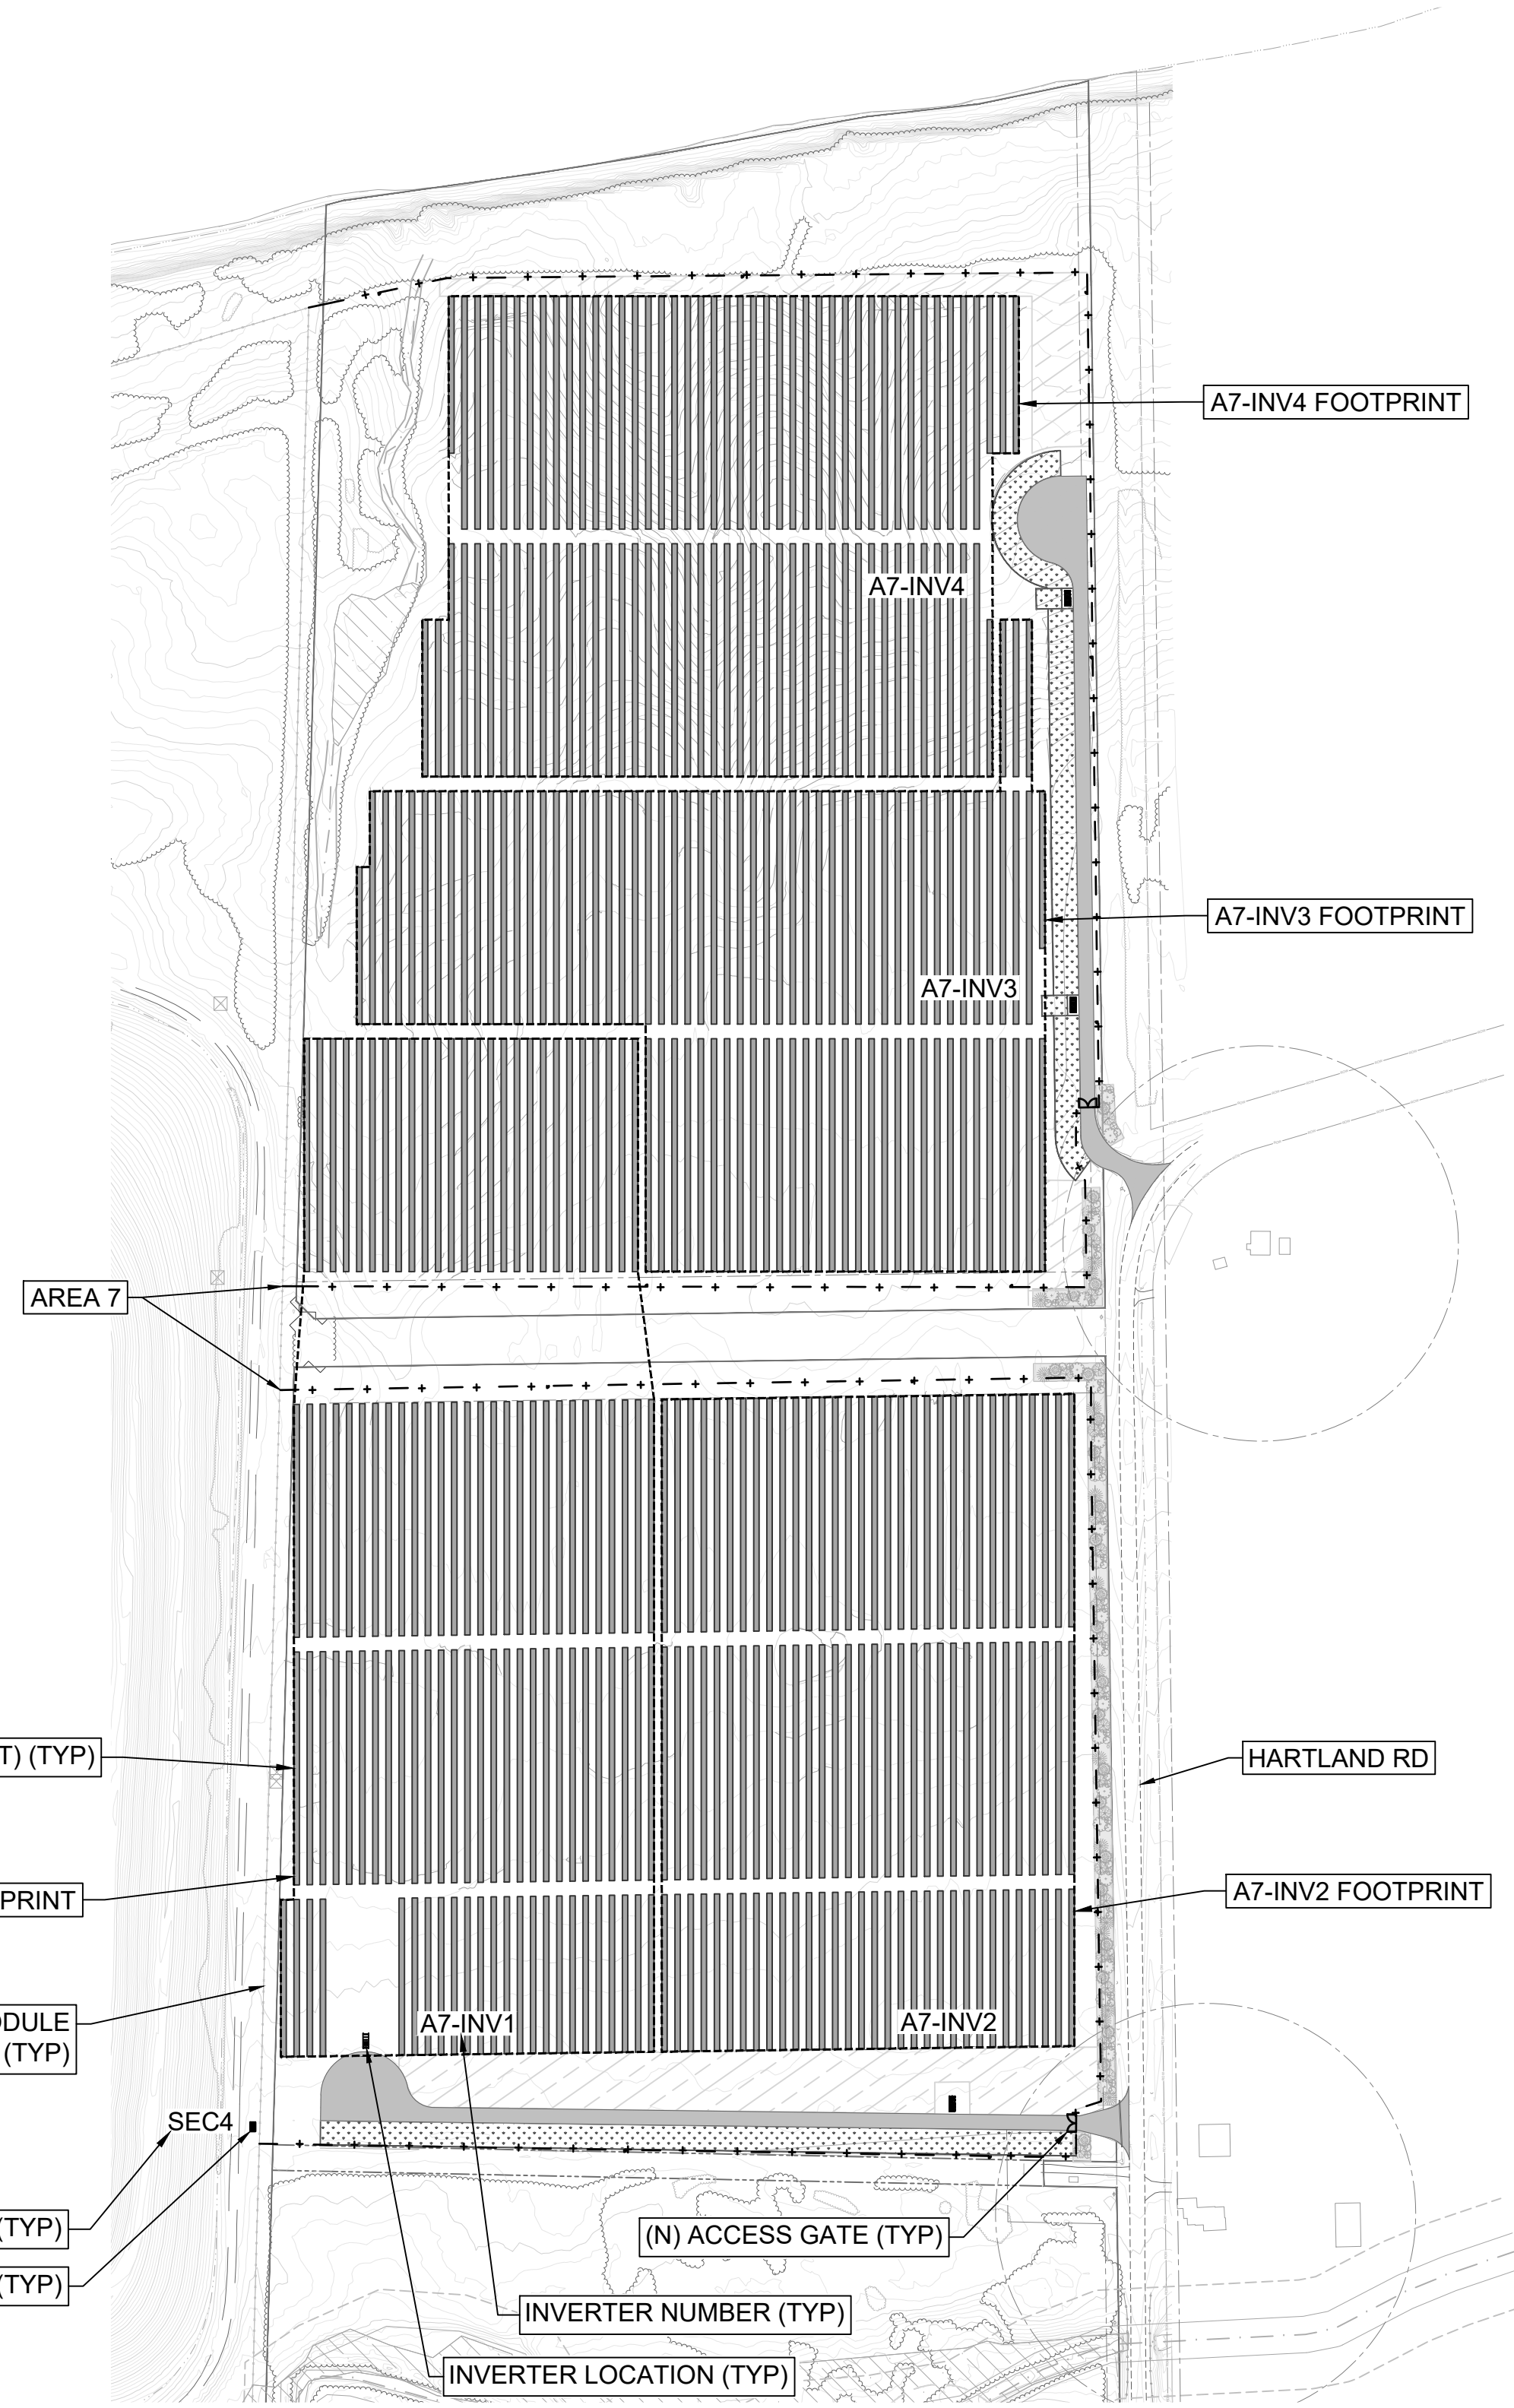 A7-INV4 FOOTPRINT
A7-INV4
A7-INV3 FOOTPRINT
A7-INV3
AREA 7
T) (TYP)
HARTLAND RD
PRINT
A7-INV2 FOOTPRINT
DULE
(TYP)
A7-INV1
A7-INV2
SEC4
(TYP)
(N) ACCESS GATE (TYP)
(TYP)
INVERTER NUMBER (TYP)
INVERTER LOCATION (TYP)